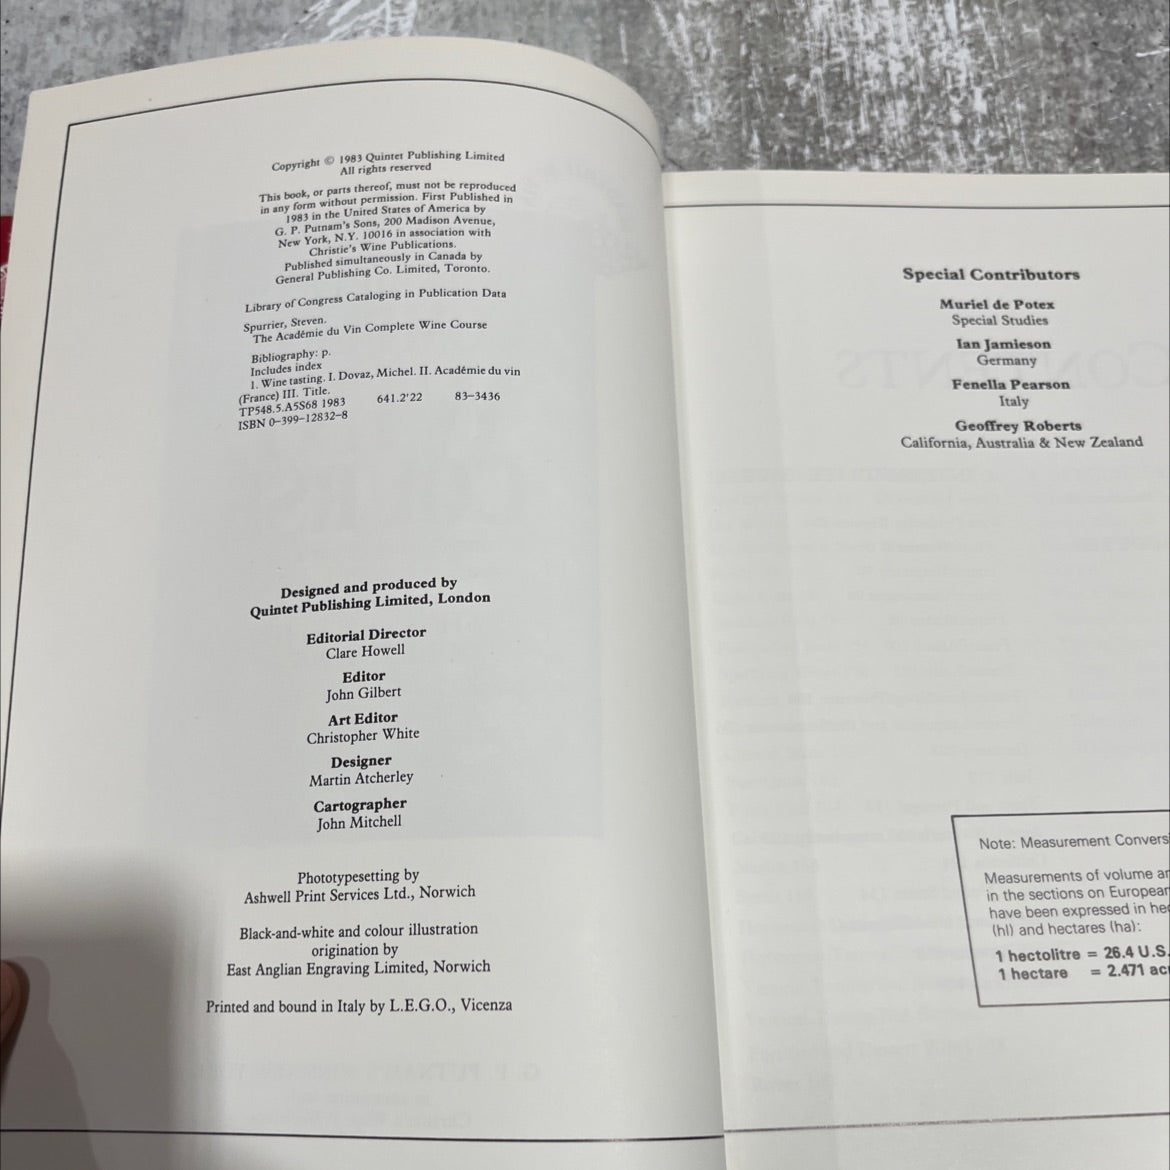 Copyright © 1983 Quintet Publishing Limited
All rights reserved
This book, or parts thereof, must not be reproduced
in any form without permission. First Published in
1983 in the United States of America by
G. P. Putnam's Sons, 200 Madison Avenue,
New York, N.Y. 10016 in association with
Christie's Wine Publications.
Published simultaneously in Canada by
General Publishing Co. Limited, Toronto.
Library of Congress Cataloging in Publication Data
Spurrier, Steven.
The Académie du Vin Complete Wine Course
Bibliography: p.
Includes index
1. Wine tasting. I. Dovaz, Michel. II. Académie du vin
(France) III. Title.
TP548.5.A5S68 1983 641.2'22 83-3436
ISBN 0-399-12832-8
Designed and produced by
Quintet Publishing Limited, London
Editorial Director
Clare Howell
Editor
John Gilbert
Art Editor
Christopher White
Designer
Martin Atcherley
Cartographer
John Mitchell
Phototypesetting by
Ashwell Print Services Ltd., Norwich
Black-and-white and colour illustration
origination by
East Anglian Engraving Limited, Norwich
Printed and bound in Italy by L.E.G.O., Vicenza
Special Contributors
Muriel de Potex
Special Studies
Ian Jamieson
Germany
Fenella Pearson
Italy
Geoffrey Roberts
California, Australia & New Zealand
Note: Measurement Convers
Measurements of volume ar
in the sections on European
have been expressed in hec
(hl) and hectares (ha):
1 hectolitre = 26.4 U.S.
1 hectare = 2.471 acr